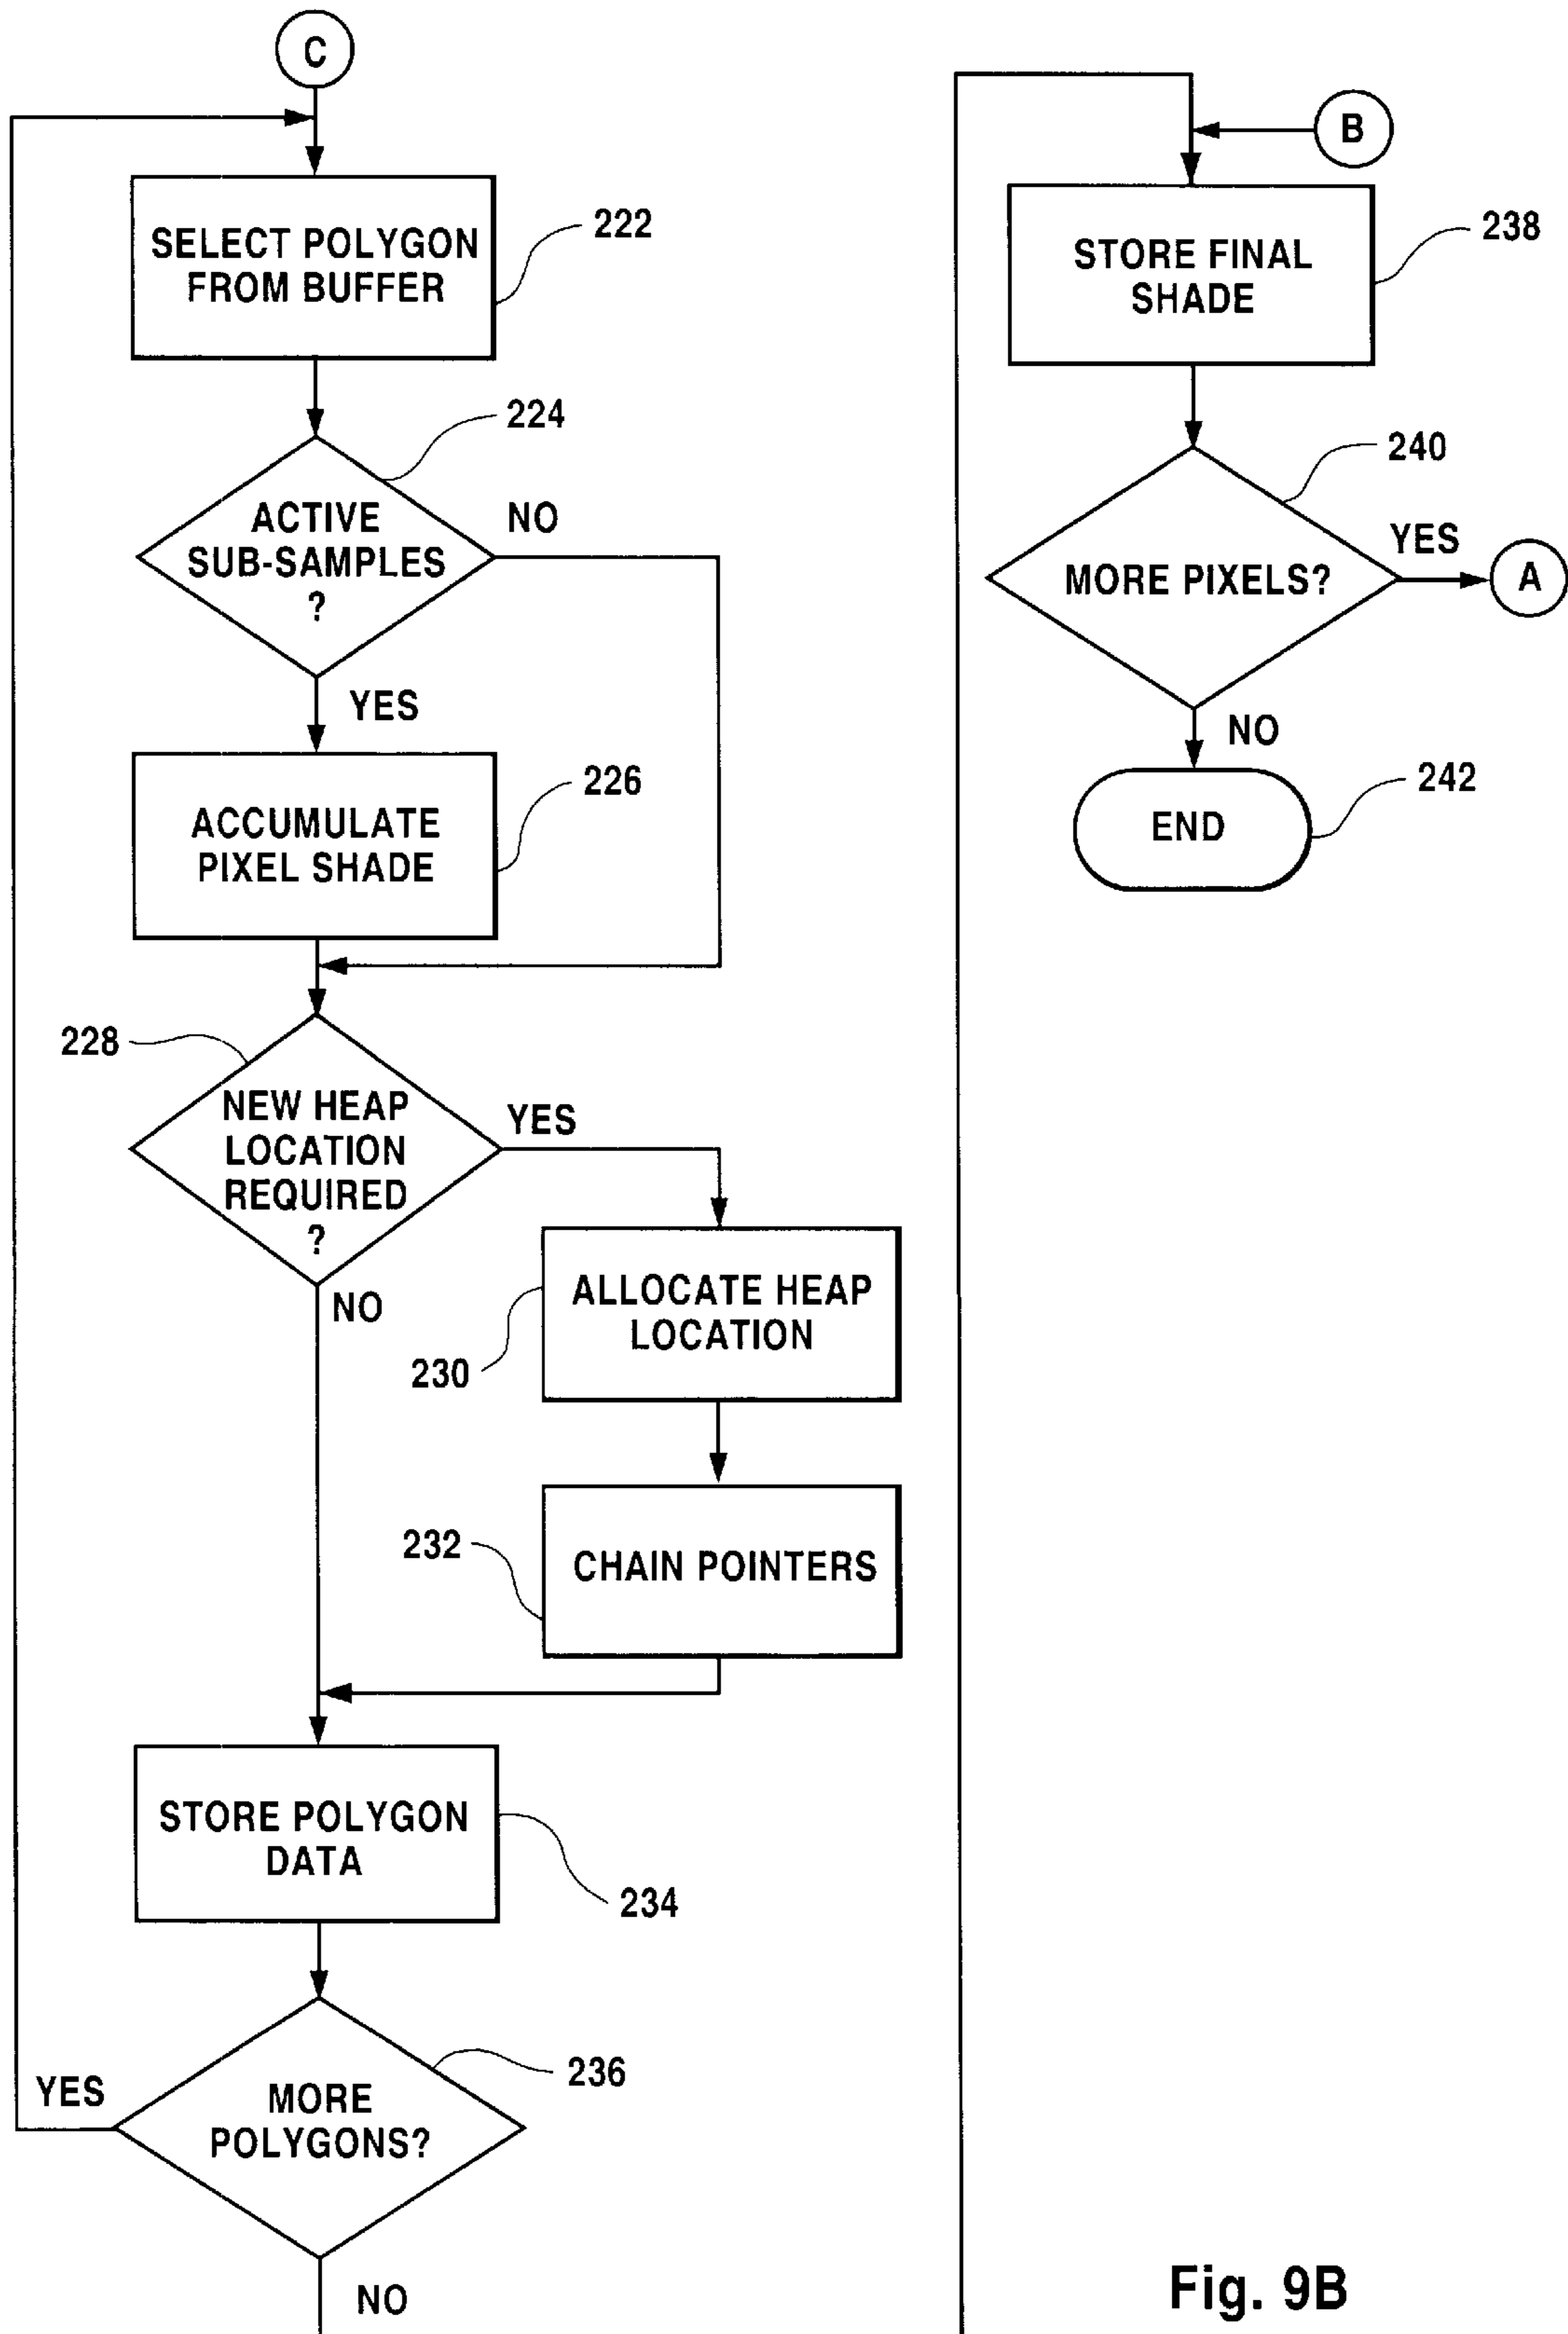 C
SELECT POLYGON
FROM BUFFER
222
224
ACTIVE
SUB-SAMPLES
?
NO
YES
ACCUMULATE
PIXEL SHADE
226
228
NEW HEAP
LOCATION
REQUIRED
?
YES
NO
ALLOCATE HEAP
LOCATION
230
232
CHAIN POINTERS
STORE POLYGON
DATA
234
236
YES
MORE
POLYGONS?
NO
B
STORE FINAL
SHADE
238
240
MORE PIXELS?
YES
A
NO
END
242
Fig. 9B